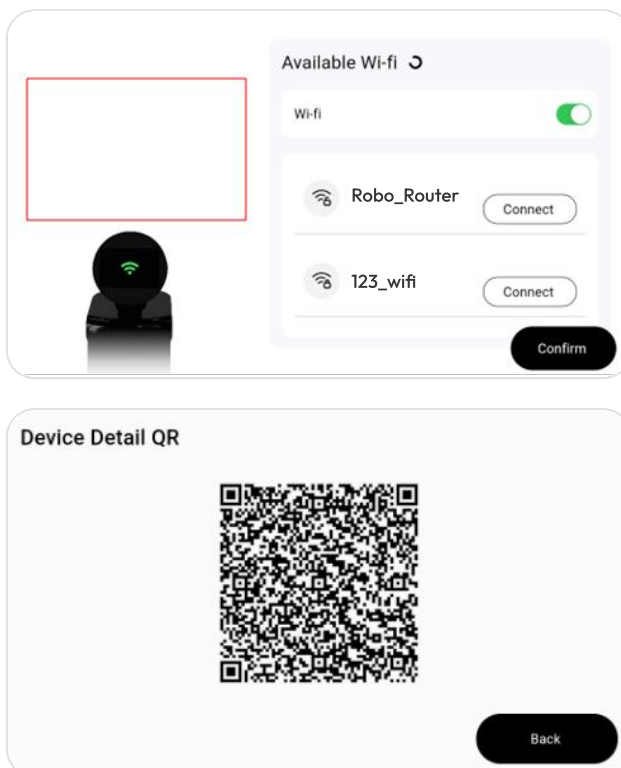 Available Wi-fi
Wi-fi
Robo_Router
Connect
123_wifi
Connect
Confirm
Device Detail QR
Back